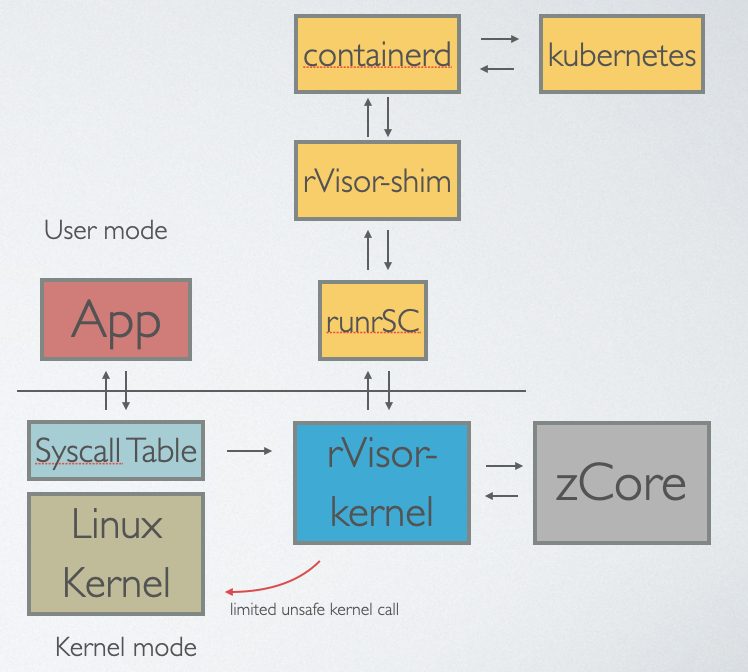 containerd
kubernetes
rVisor-shim
User mode
App
runrSC
Syscall Table
rVisor-
kernel
zCore
Linux
Kernel
limited unsafe kernel call
Kernel mode